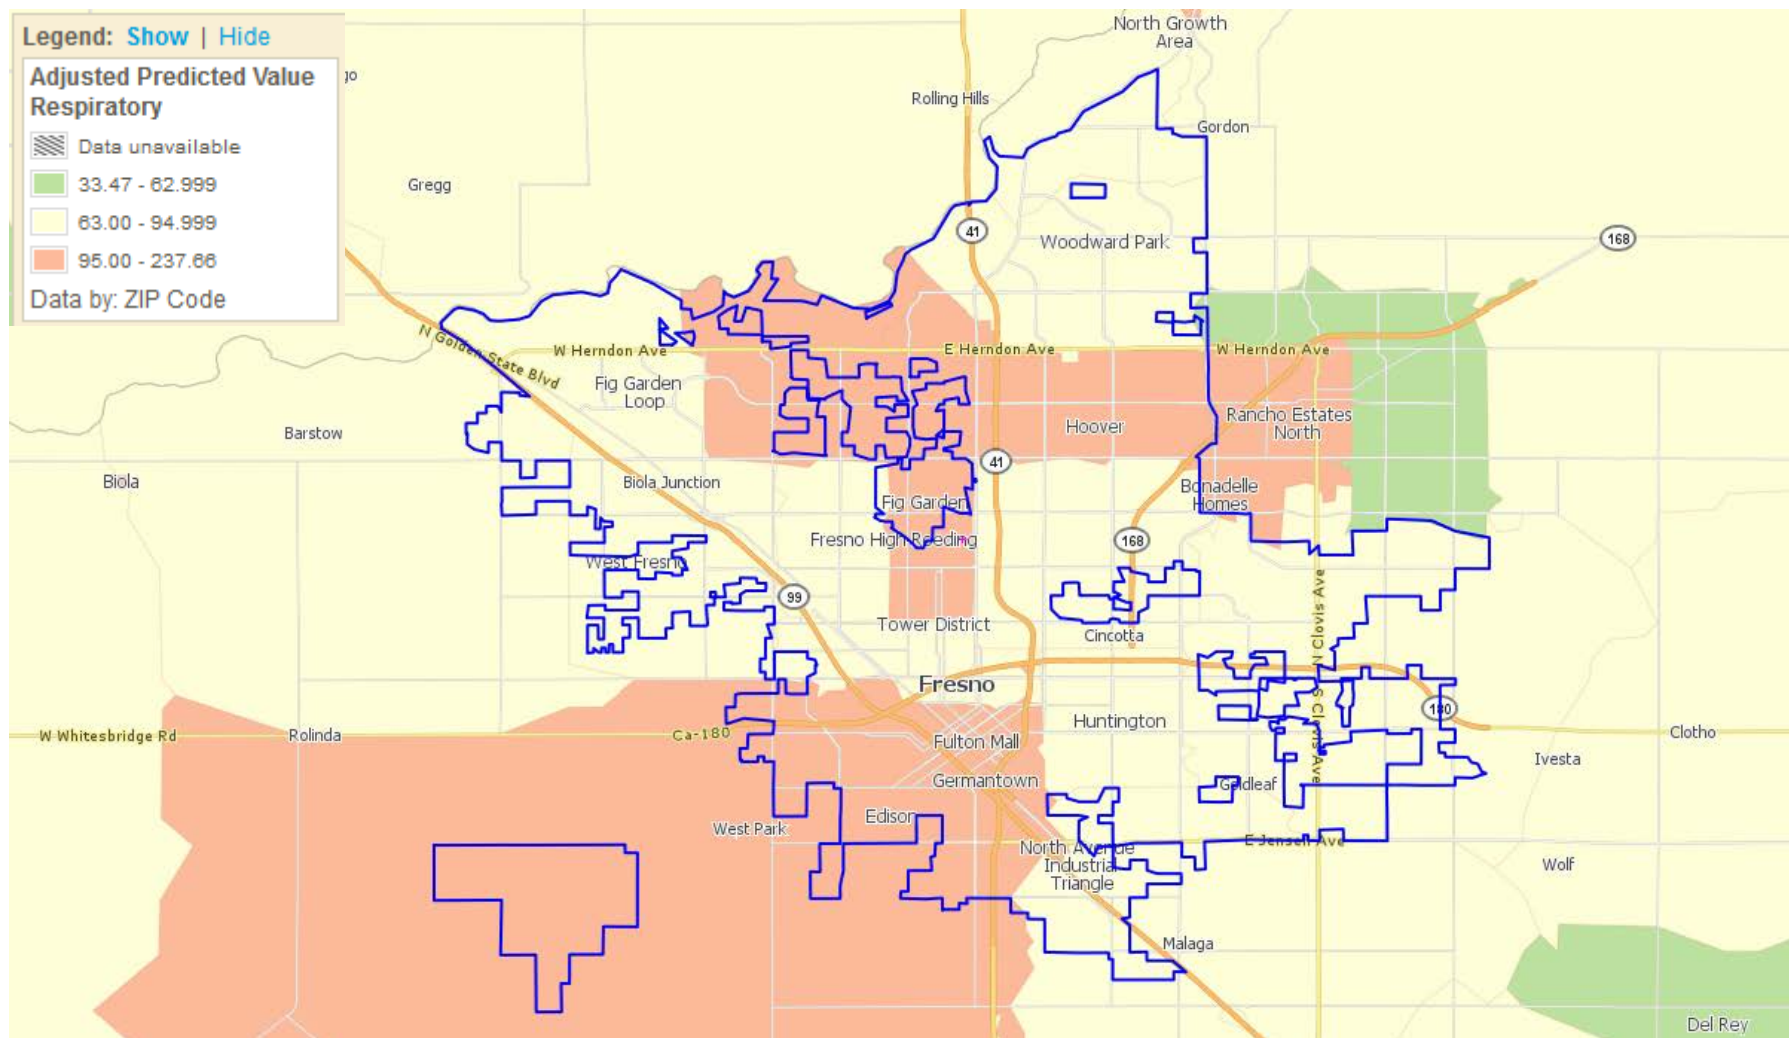 Legend: Show | Hide
Adjusted Predicted Value
Respiratory
Data unavailable
33.47 - 62.999
63.00 - 94.999
95.00 - 237.66
Data by: ZIP Code
go
North Growth
Area
Rolling Hills
Gordon
Gregg
41
Woodward Park
168
N Golden State Blvd
W Herndon Ave
E Herndon Ave
W Herndon Ave
Fig Garden
Loop
Barstow
Hoover
Rancho Estates
North
41
Biola
Biola Junction
Fig Garden
Bonadelle
Homes
Fresno High Roeding
168
West Fresno
99
Tower District
Cincotta
N Clovis Ave
Fresno
S Clovis Ave
180
W Whitesbridge Rd
Rolinda
Ca-180
Fulton Mall
Huntington
Clotho
Ivesta
Germantown
Goldleaf
West Park
Edison
North Avenue
Industrial
Triangle
E Jensen Ave
Wolf
Malaga
Del Rey